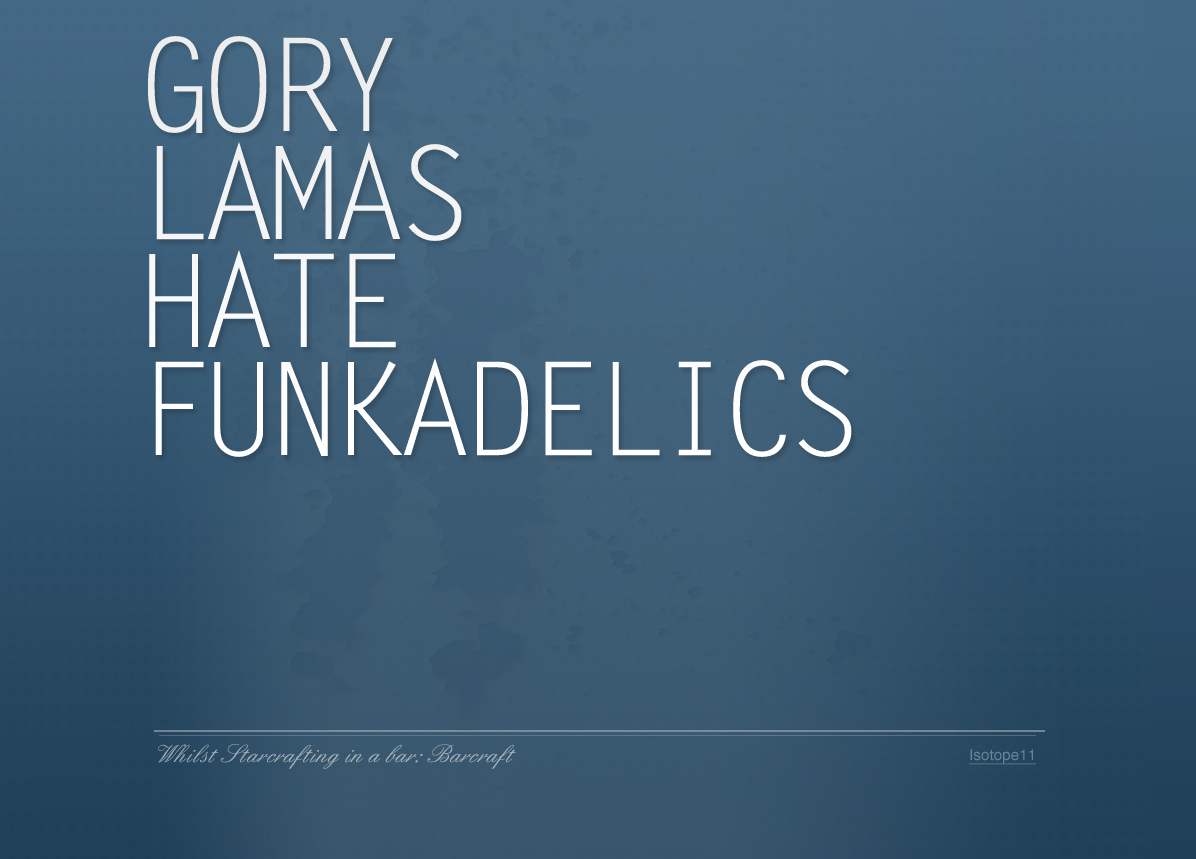 GORY
LAMAS
HATE
FUNKADELICS
Whilst Starcrafting in a bar: Barcraft
Isotope11